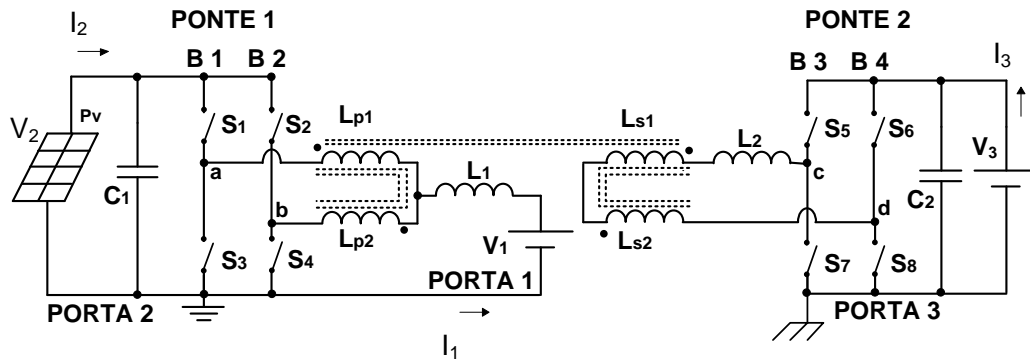 PONTE 1
PONTE 2
I2
B 1 B 2
B 3 B 4
I3
Pv
V2
S1
S2
Lp1
Ls1
L2
S5
S6
V3
C1
a
L1
c
C2
b
d
Lp2
V1
Ls2
S3
S4
S7
S8
PORTA 2
PORTA 1
PORTA 3
I1